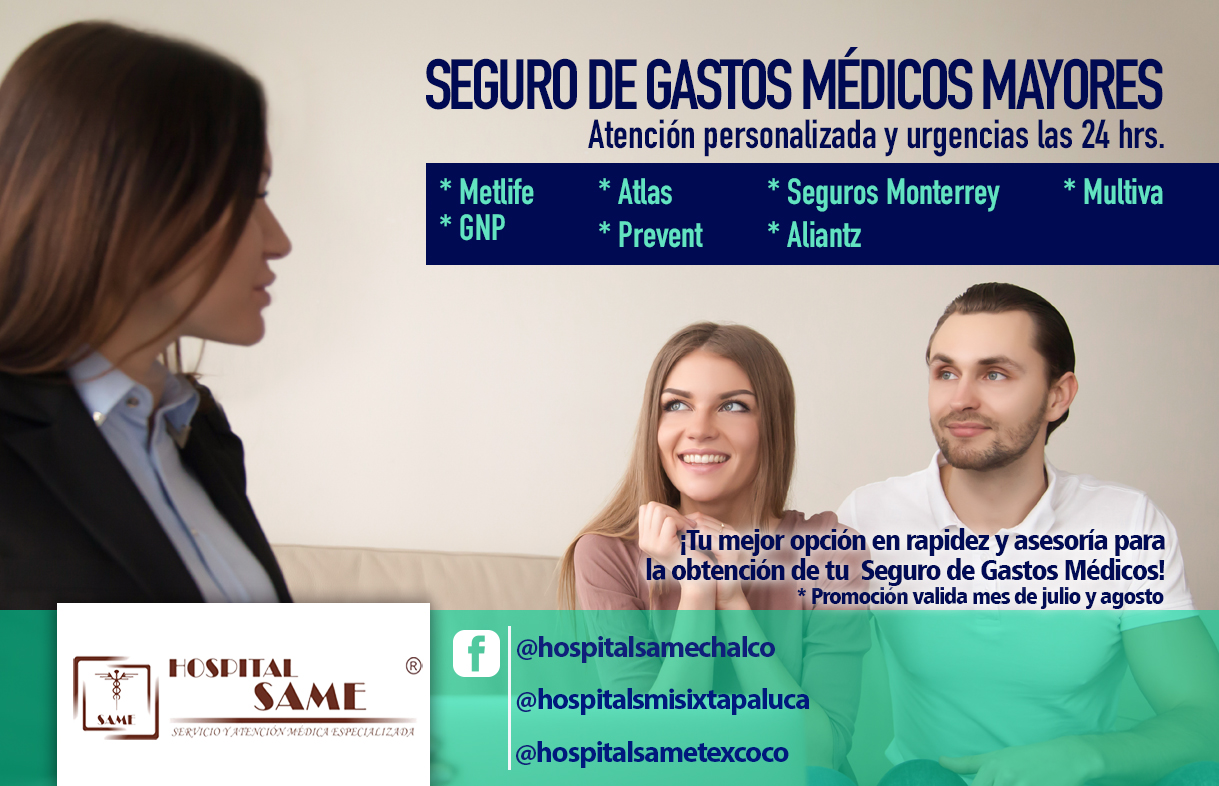 SEGURO DE GASTOS MÉDICOS MAYORES
Atención personalizada y urgencias las 24 hrs.
* Metlife * Atlas * Seguros Monterrey * Multiva
* GNP * Prevent * Aliantz
¡Tu mejor opción en rapidez y asesoría para
la obtención de tu Seguro de Gastos Médicos!
* Promoción valida mes de julio y agosto
f
@hospitalsamechalco
@hospitalsmisixtapaluca
@hospitalsametexcoco
HOSPITAL ®
SAME
SAME
SERVICIO Y ATENCIÓN MÉDICA ESPECIALIZADA